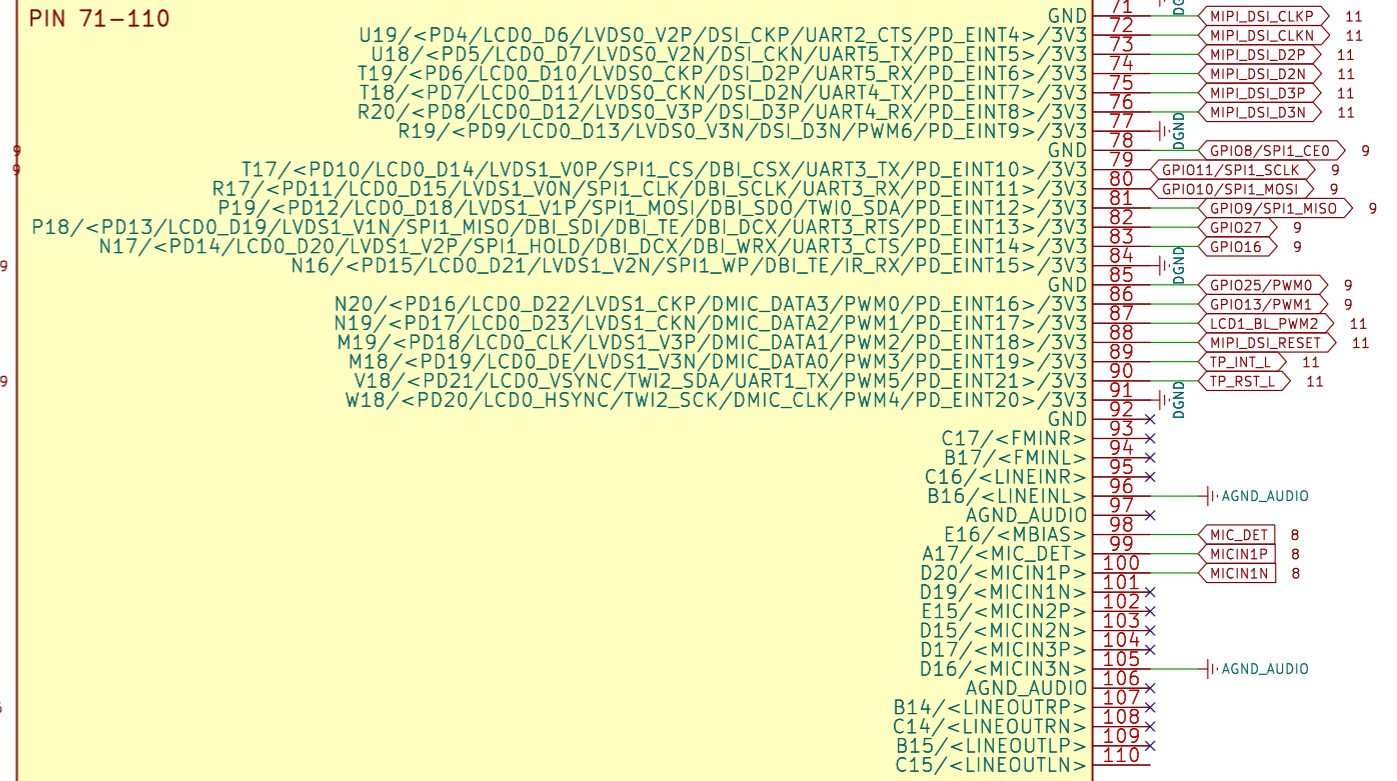 PIN 71-110
71
GND
72 MIPI_DSI_CLKP 11
U19/<PD4/LCD0_D6/LVDS0_V2P/DSI_CKP/UART2_CTS/PD_EINT4>/3V3
73 MIPI_DSI_CLKN 11
U18/<PD5/LCD0_D7/LVDS0_V2N/DSI_CKN/UART5_TX/PD_EINT5>/3V3
74 MIPI_DSI_D2P 11
T19/<PD6/LCD0_D10/LVDS0_CKP/DSI_D2P/UART5_RX/PD_EINT6>/3V3
75 MIPI_DSI_D2N 11
T18/<PD7/LCD0_D11/LVDS0_CKN/DSI_D2N/UART4_TX/PD_EINT7>/3V3
76 MIPI_DSI_D3P 11
R20/<PD8/LCD0_D12/LVDS0_V3P/DSI_D3P/UART4_RX/PD_EINT8>/3V3
77 MIPI_DSI_D3N 11
R19/<PD9/LCD0_D13/LVDS0_V3N/DSI_D3N/PWM6/PD_EINT9>/3V3
78 DGND
9 GND
79 GPIO8/SPI1_CE0 9
9 T17/<PD10/LCD0_D14/LVDS1_V0P/SPI1_CS/DBI_CSX/UART3_TX/PD_EINT10>/3V3
80 GPIO11/SPI1_SCLK 9
R17/<PD11/LCD0_D15/LVDS1_V0N/SPI1_CLK/DBI_SCLK/UART3_RX/PD_EINT11>/3V3
81 GPIO10/SPI1_MOSI 9
P19/<PD12/LCD0_D18/LVDS1_V1P/SPI1_MOSI/DBI_SDO/TWI0_SDA/PD_EINT12>/3V3
82 GPIO9/SPI1_MISO 9
P18/<PD13/LCD0_D19/LVDS1_V1N/SPI1_MISO/DBI_SDI/DBI_TE/DBI_DCX/UART3_RTS/PD_EINT13>/3V3
83 GPIO27 9
N17/<PD14/LCD0_D20/LVDS1_V2P/SPI1_HOLD/DBI_DCX/DBI_WRX/UART3_CTS/PD_EINT14>/3V3
84 GPIO16 9
9 N16/<PD15/LCD0_D21/LVDS1_V2N/SPI1_WP/DBI_TE/IR_RX/PD_EINT15>/3V3
85 DGND
GND
86 GPIO25/PWM0 9
N20/<PD16/LCD0_D22/LVDS1_CKP/DMIC_DATA3/PWM0/PD_EINT16>/3V3
87 GPIO13/PWM1 9
N19/<PD17/LCD0_D23/LVDS1_CKN/DMIC_DATA2/PWM1/PD_EINT17>/3V3
88 LCD1_BL_PWM2 11
M19/<PD18/LCD0_CLK/LVDS1_V3P/DMIC_DATA1/PWM2/PD_EINT18>/3V3
89 MIPI_DSI_RESET 11
M18/<PD19/LCD0_DE/LVDS1_V3N/DMIC_DATA0/PWM3/PD_EINT19>/3V3
90 TP_INT_L 11
9 V18/<PD21/LCD0_VSYNC/TWI2_SDA/UART1_TX/PWM5/PD_EINT21>/3V3
91 TP_RST_L 11
W18/<PD20/LCD0_HSYNC/TWI2_SCK/DMIC_CLK/PWM4/PD_EINT20>/3V3
92 DGND
GND
93
C17/<FMINR>
94
B17/<FMINL>
95
C16/<LINEINR>
96
B16/<LINEINL>
97 AGND_AUDIO
AGND_AUDIO
98
E16/<MBIAS>
99 MIC_DET 8
A17/<MIC_DET>
100 MICIN1P 8
D20/<MICIN1P>
101 MICIN1N 8
D19/<MICIN1N>
102
E15/<MICIN2P>
103
D15/<MICIN2N>
104
D17/<MICIN3P>
105
D16/<MICIN3N>
106 AGND_AUDIO
AGND_AUDIO
107
B14/<LINEOUTRP>
108
C14/<LINEOUTRN>
109
B15/<LINEOUTLP>
110
C15/<LINEOUTLN>